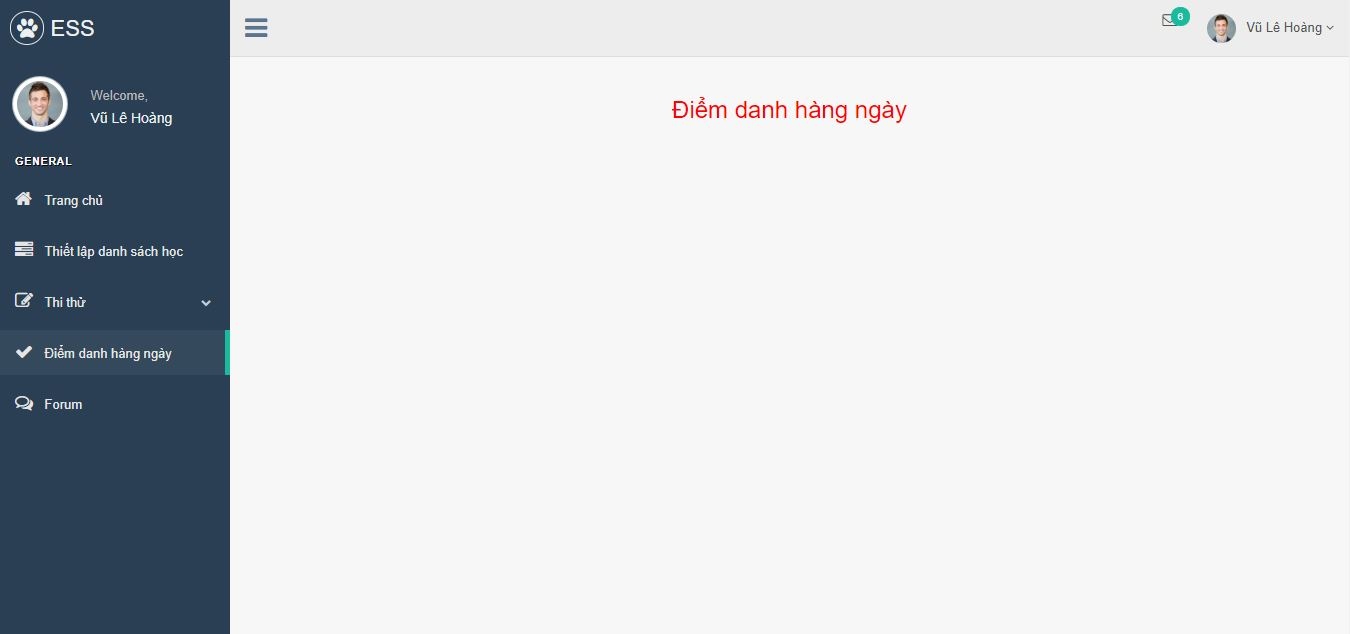 ESS
6
Vũ Lê Hoàng
Welcome,
Vũ Lê Hoàng
Điểm danh hàng ngày
GENERAL
Trang chủ
Thiết lập danh sách học
Thi thử
Điểm danh hàng ngày
Forum